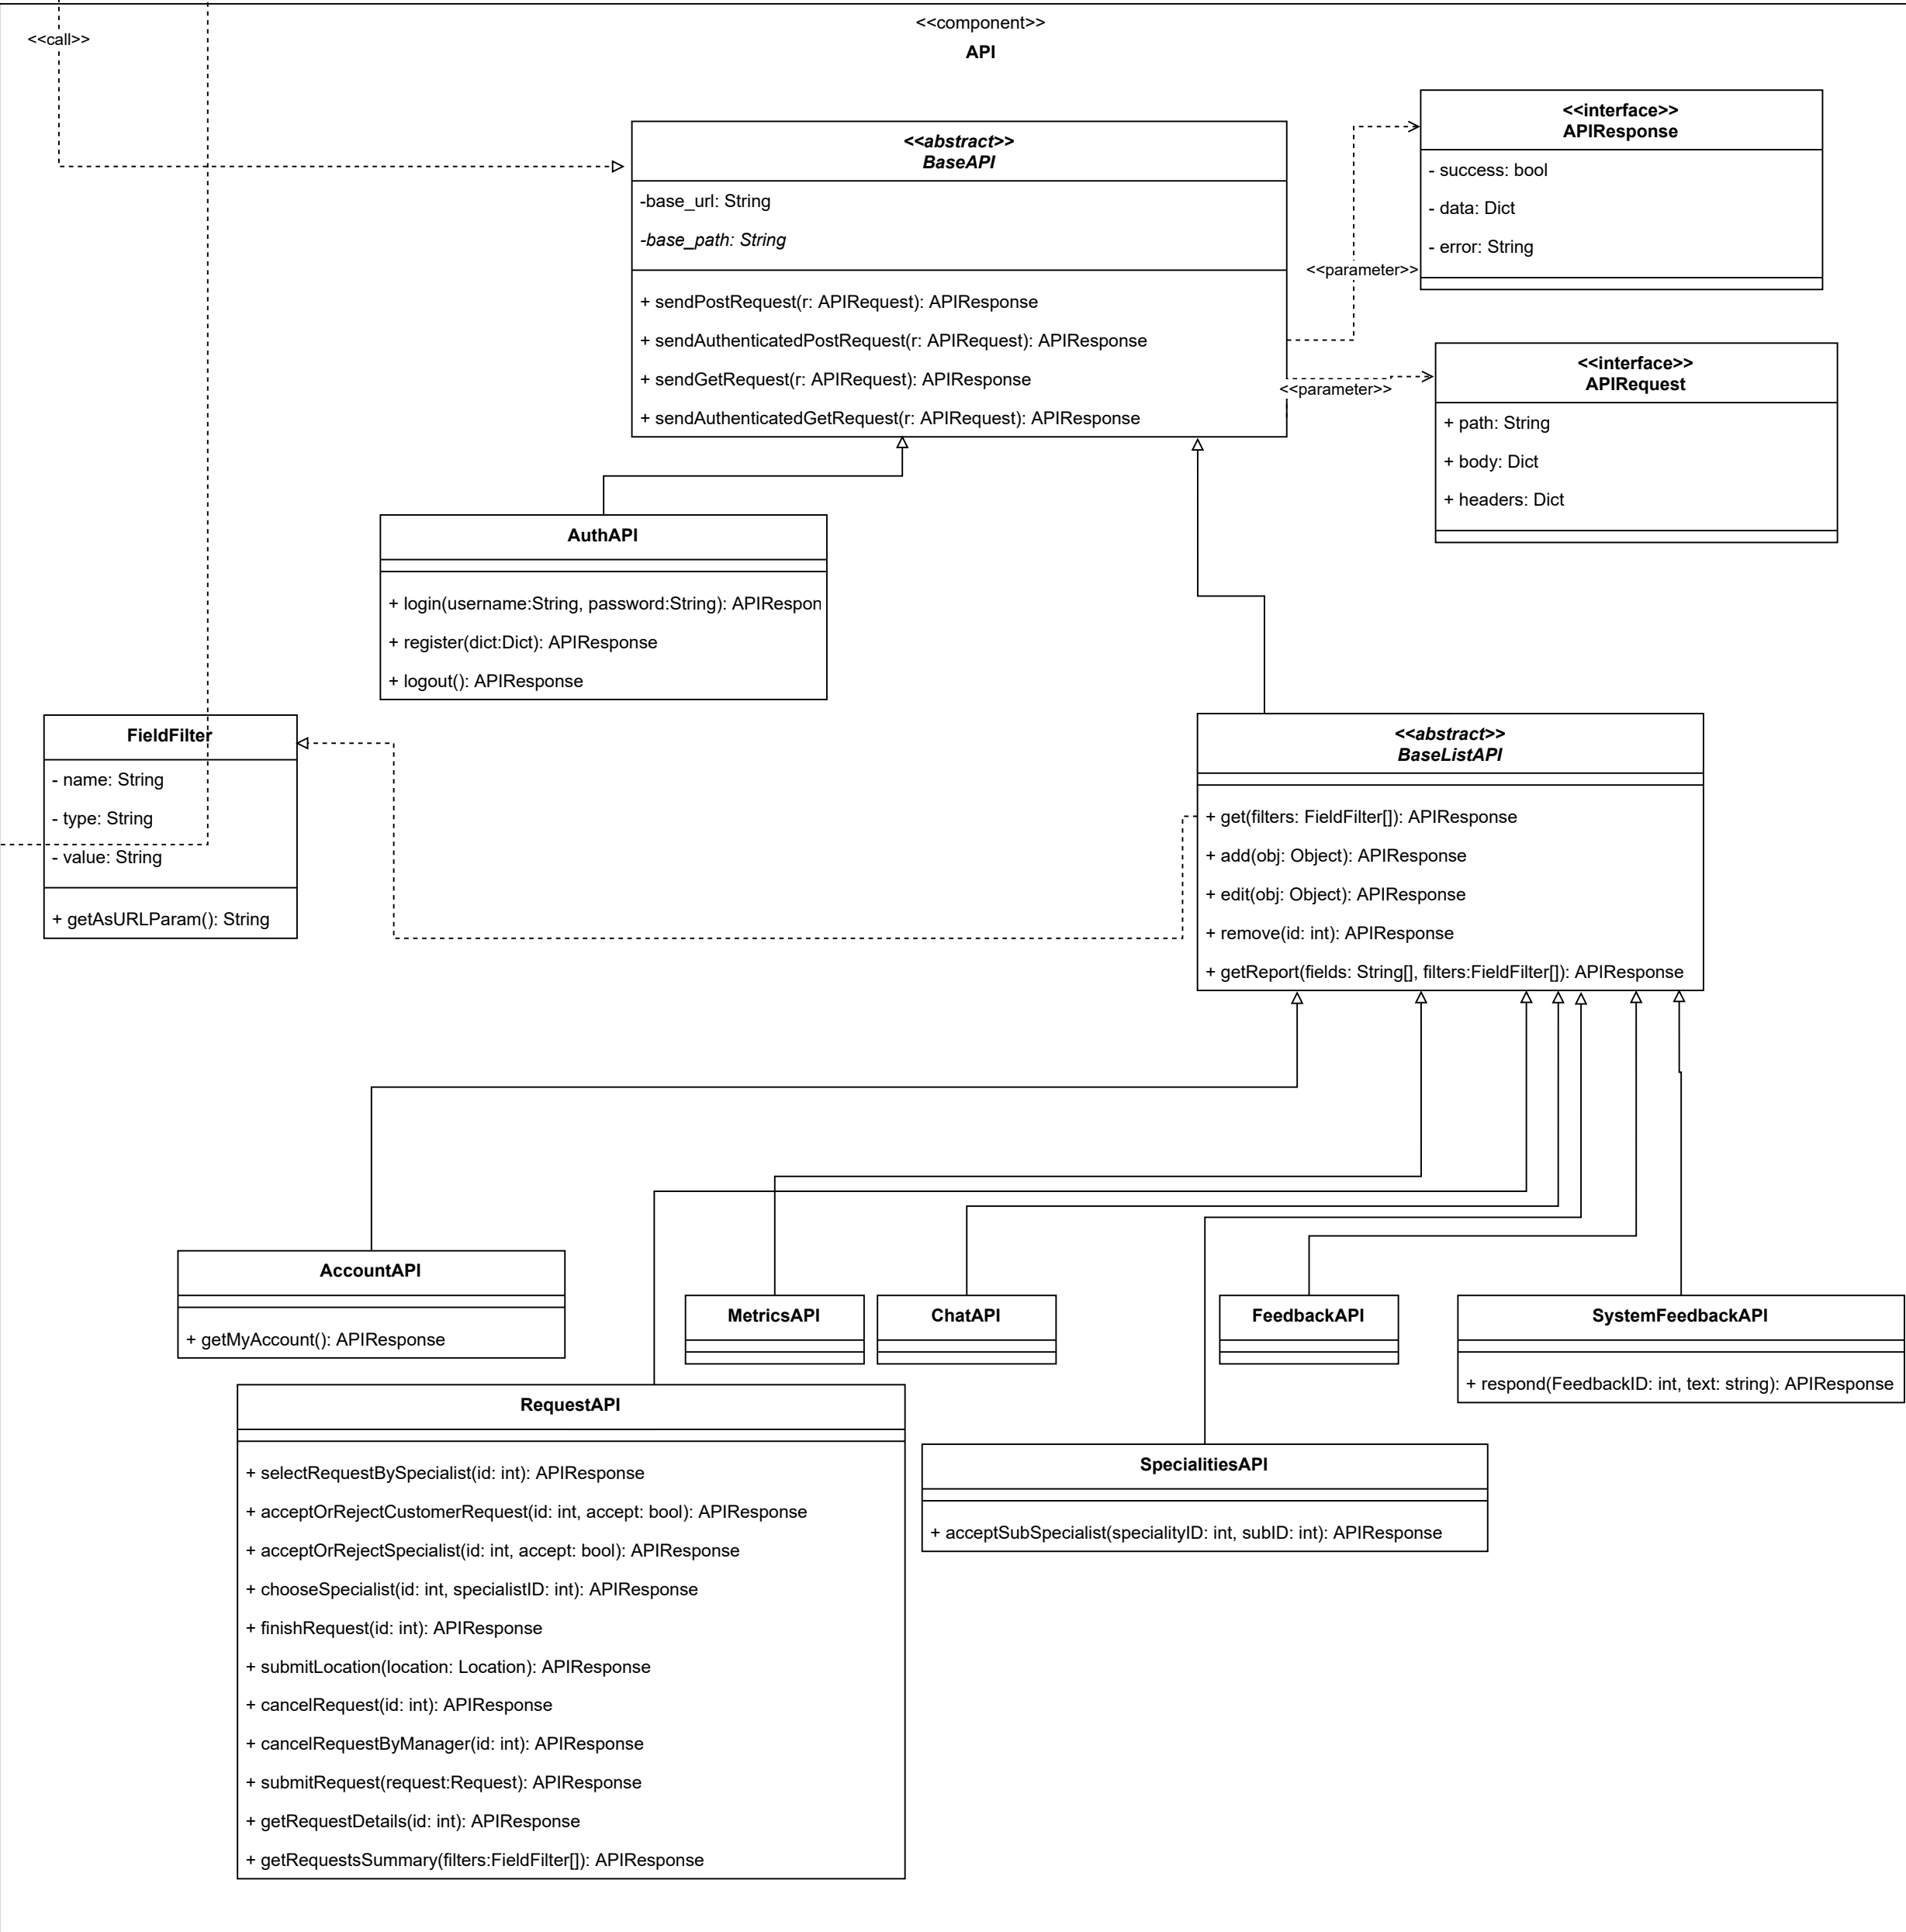 <<component>>
API
<<call>>
<<abstract>>
BaseAPI
-base_url: String
-base_path: String
+ sendPostRequest(r: APIRequest): APIResponse
+ sendAuthenticatedPostRequest(r: APIRequest): APIResponse
+ sendGetRequest(r: APIRequest): APIResponse
+ sendAuthenticatedGetRequest(r: APIRequest): APIResponse
<<interface>>
APIResponse
- success: bool
- data: Dict
- error: String
<<parameter>>
<<interface>>
APIRequest
+ path: String
+ body: Dict
+ headers: Dict
<<parameter>>
AuthAPI
+ login(username:String, password:String): APIRespon
+ register(dict:Dict): APIResponse
+ logout(): APIResponse
FieldFilter
- name: String
- type: String
- value: String
+ getAsURLParam(): String
<<abstract>>
BaseListAPI
+ get(filters: FieldFilter[]): APIResponse
+ add(obj: Object): APIResponse
+ edit(obj: Object): APIResponse
+ remove(id: int): APIResponse
+ getReport(fields: String[], filters:FieldFilter[]): APIResponse
AccountAPI
+ getMyAccount(): APIResponse
MetricsAPI
ChatAPI
FeedbackAPI
SystemFeedbackAPI
+ respond(FeedbackID: int, text: string): APIResponse
RequestAPI
+ selectRequestBySpecialist(id: int): APIResponse
+ acceptOrRejectCustomerRequest(id: int, accept: bool): APIResponse
+ acceptOrRejectSpecialist(id: int, accept: bool): APIResponse
+ chooseSpecialist(id: int, specialistID: int): APIResponse
+ finishRequest(id: int): APIResponse
+ submitLocation(location: Location): APIResponse
+ cancelRequest(id: int): APIResponse
+ cancelRequestByManager(id: int): APIResponse
+ submitRequest(request:Request): APIResponse
+ getRequestDetails(id: int): APIResponse
+ getRequestsSummary(filters:FieldFilter[]): APIResponse
SpecialitiesAPI
+ acceptSubSpecialist(specialityID: int, subID: int): APIResponse